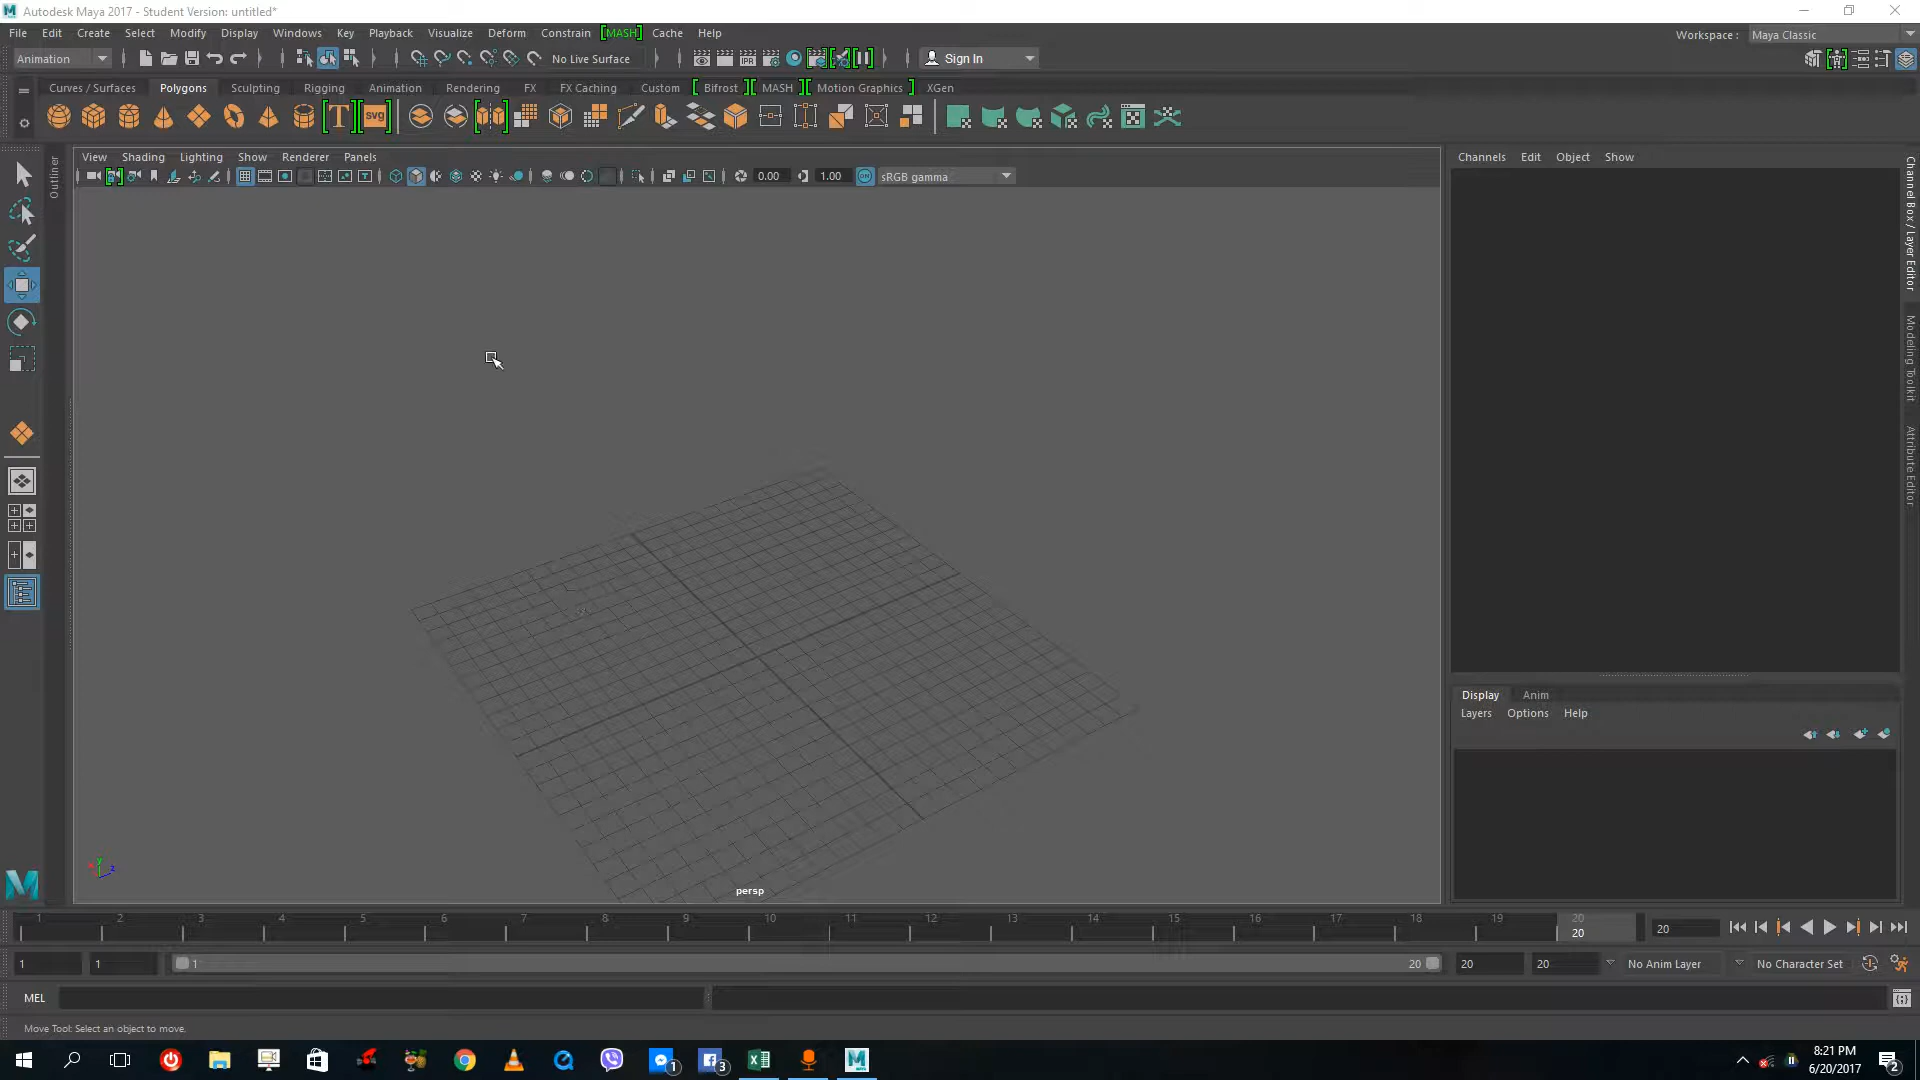 Autodesk Maya 2017 - Student Version: untitled*
File Edit Create Select Modify Display Windows Key Playback Visualize Deform Constrain [MASH] Cache Help
Workspace : Maya Classic
Animation No Live Surface Sign In
Curves / Surfaces Polygons Sculpting Rigging Animation Rendering FX FX Caching Custom [ Bifrost ] [ MASH ] [ Motion Graphics ] XGen
T SVG
IPR
View Shading Lighting Show Renderer Panels
0.00 1.00 ON sRGB gamma
Outliner
Channels Edit Object Show
Channel Box / Layer Editor
Modeling Toolkit
Attribute Editor
Display Anim
Layers Options Help
y
x
z
persp
1 2 3 4 5 6 7 8 9 10 11 12 13 14 15 16 17 18 19 20
20 20
1 1 1 20 20 20 No Anim Layer No Character Set
MEL
Move Tool: Select an object to move.
1 3 8:21 PM
6/20/2017 2